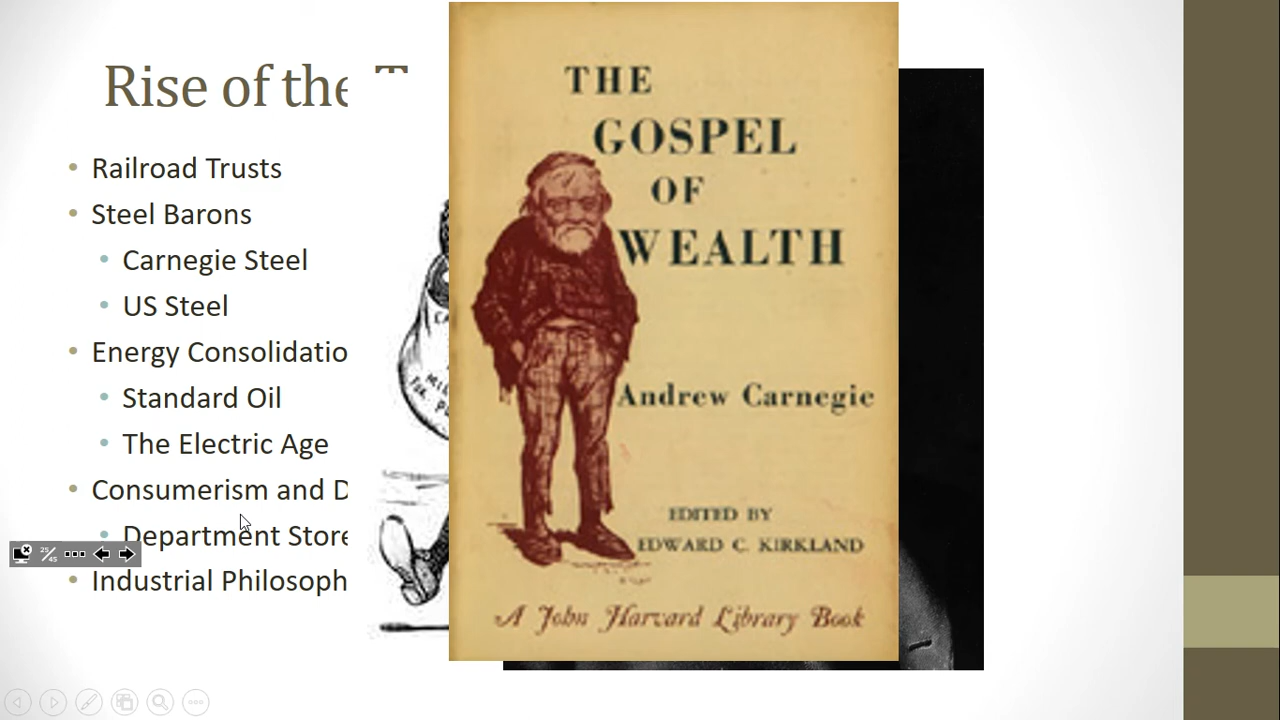 Rise of the T
Railroad Trusts
Steel Barons
Carnegie Steel
US Steel
Energy Consolidatio
Standard Oil
The Electric Age
Consumerism and D
Department Store
Industrial Philosoph
25/45
THE
GOSPEL
OF
WEALTH
Andrew Carnegie
EDITED BY
EDWARD C. KIRKLAND
A John Harvard Library Book